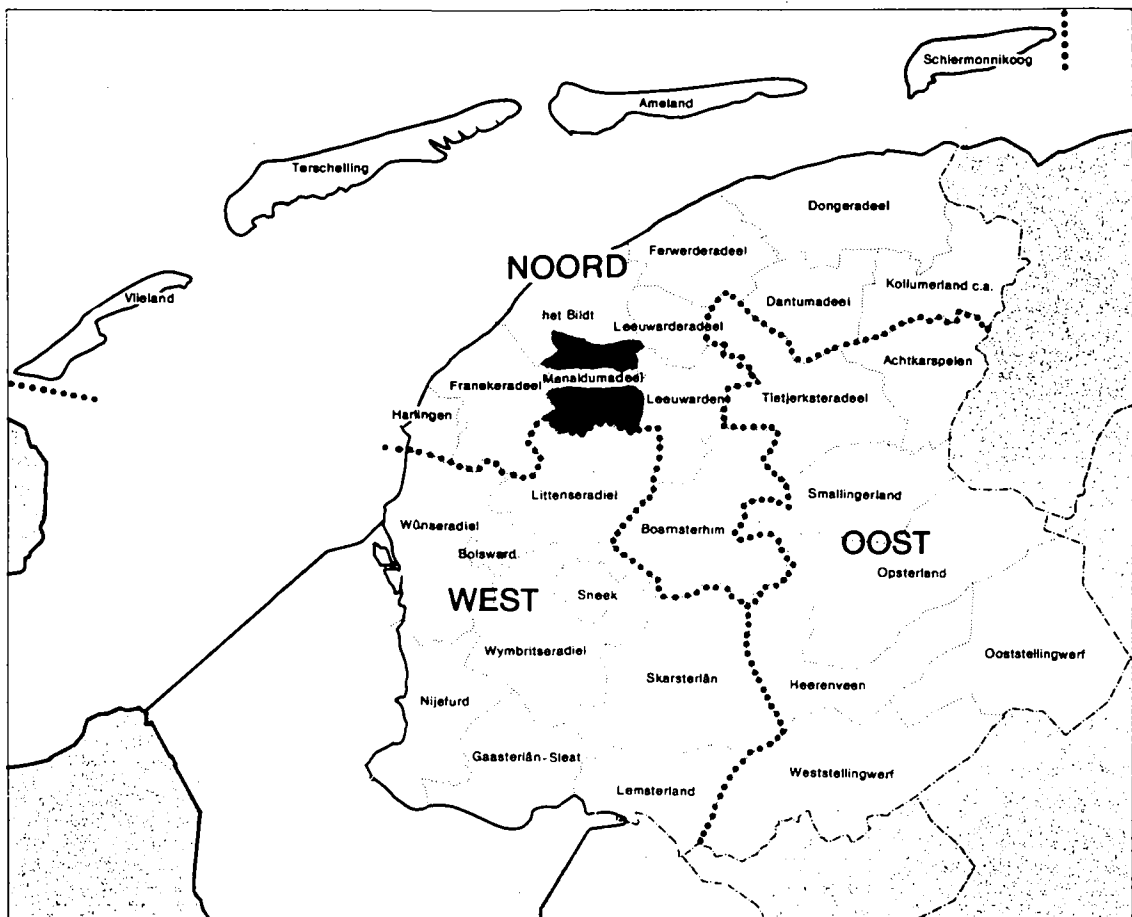 Schiermonnikoog
Ameland
Terschelling
Dongeradeel
Ferwerderadeel
NOORD
Vlieland
Dantumadeel
Kollumerland c.a.
het Bildt
Leeuwarderadeel
Achtkarspelen
Menaldumadeel
Franekeradeel
Leeuwarden
Tietjerksteradeel
Harlingen
Littenseradiel
Smallingerland
Wûnseradiel
Boarnsterhim
Bolsward
OOST
Opsterland
Sneek
WEST
Wymbritseradiel
Ooststellingwerf
Skarsterlân
Heerenveen
Nijefurd
Gaasterlân-Sleat
Weststellingwerf
Lemsterland